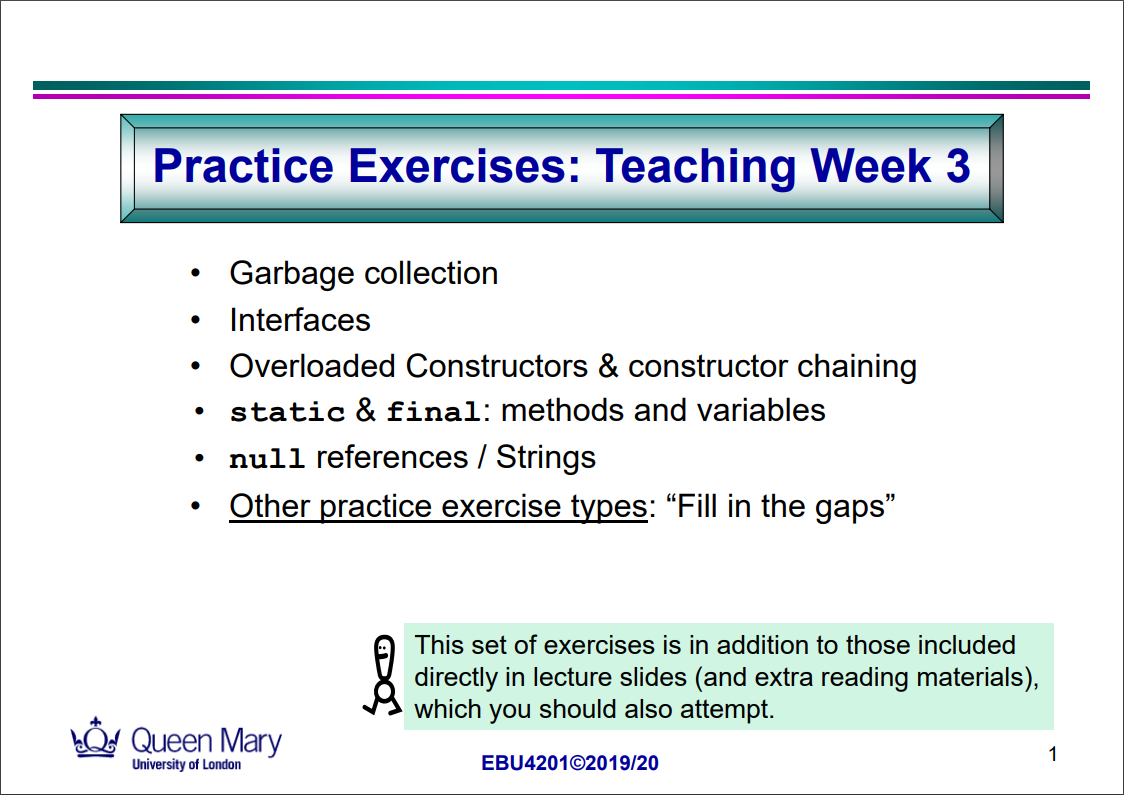 Practice Exercises: Teaching Week 3
• Garbage collection
• Interfaces
• Overloaded Constructors & constructor chaining
• static & final: methods and variables
• null references / Strings
• Other practice exercise types: “Fill in the gaps”
This set of exercises is in addition to those included
directly in lecture slides (and extra reading materials),
which you should also attempt.
Queen Mary
University of London
EBU4201©2019/20
1